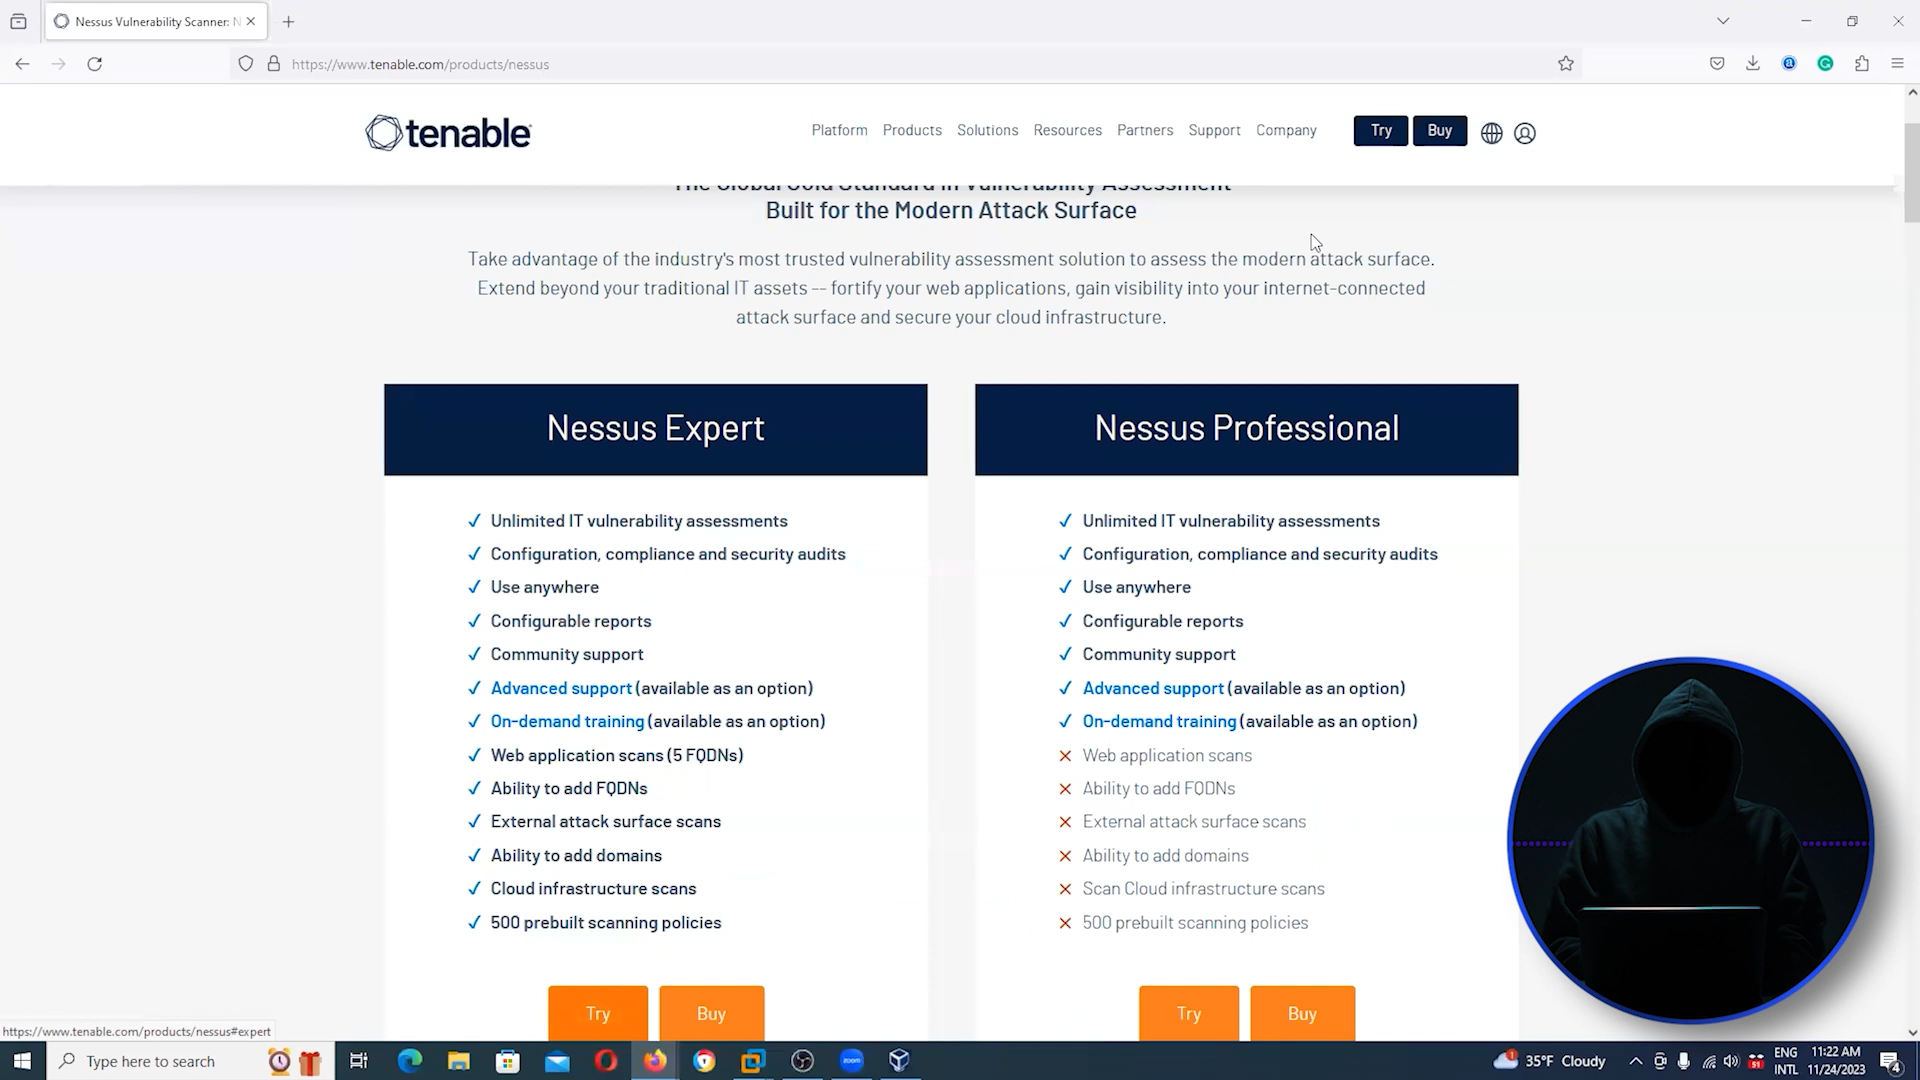 Nessus Vulnerability Scanner: N
https://www.tenable.com/products/nessus
tenable
Platform
Products
Solutions
Resources
Partners
Support
Company
Try
Buy
The Global Gold Standard in Vulnerability Assessment
Built for the Modern Attack Surface
Take advantage of the industry's most trusted vulnerability assessment solution to assess the modern attack surface.
Extend beyond your traditional IT assets -- fortify your web applications, gain visibility into your internet-connected
attack surface and secure your cloud infrastructure.
Nessus Expert
Unlimited IT vulnerability assessments
Configuration, compliance and security audits
Use anywhere
Configurable reports
Community support
Advanced support (available as an option)
On-demand training (available as an option)
Web application scans (5 FQDNs)
Ability to add FQDNs
External attack surface scans
Ability to add domains
Cloud infrastructure scans
500 prebuilt scanning policies
Try
Buy
Nessus Professional
Unlimited IT vulnerability assessments
Configuration, compliance and security audits
Use anywhere
Configurable reports
Community support
Advanced support (available as an option)
On-demand training (available as an option)
Web application scans
Ability to add FQDNs
External attack surface scans
Ability to add domains
Scan Cloud infrastructure scans
500 prebuilt scanning policies
Try
Buy
https://www.tenable.com/products/nessus#expert
Type here to search
zoom
35°F Cloudy
ENG
INTL
11:22 AM
11/24/2023
4